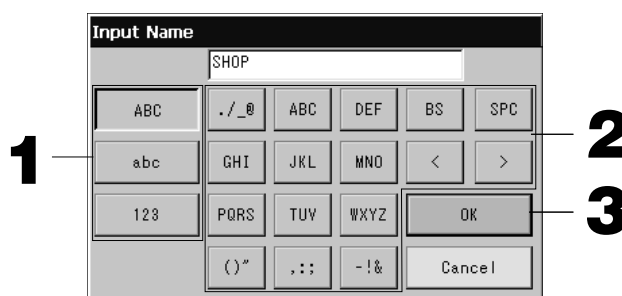 Input Name
SHOP
ABC ./_@ ABC DEF BS SPC
1 abc GHI JKL MNO < > 2
123 PQRS TUV WXYZ OK 3
()" ,:; -!& Cancel